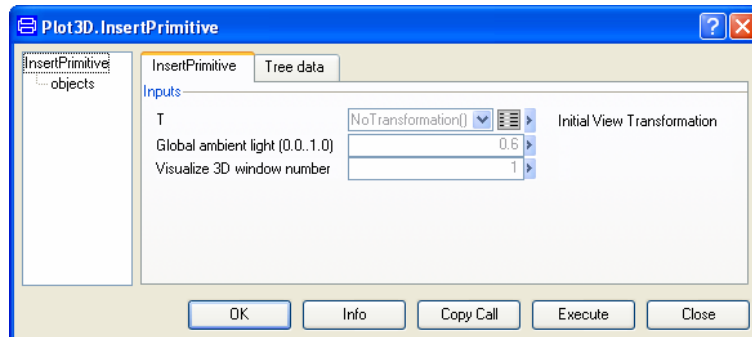 Plot3D.InsertPrimitive
InsertPrimitive
objects
InsertPrimitive Tree data
Inputs
T NoTransformation() Initial View Transformation
Global ambient light (0.0..1.0) 0.6
Visualize 3D window number 1
OK Info Copy Call Execute Close